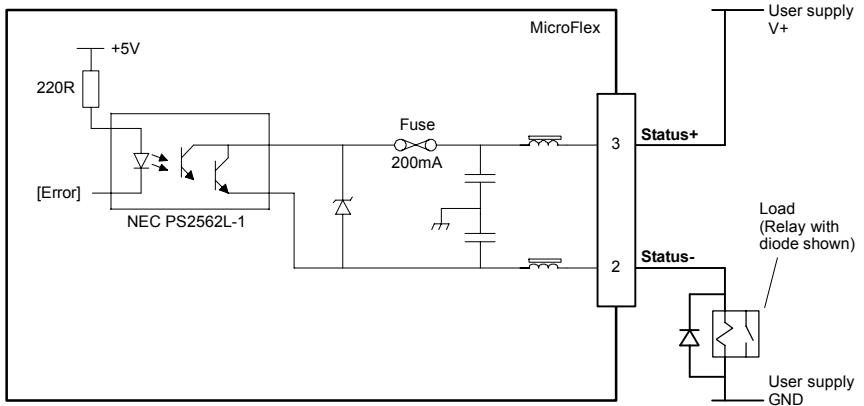 MicroFlex
User supply
V+
+5V
220R
Fuse
200mA
3
Status+
[Error]
NEC PS2562L-1
Load
(Relay with
diode shown)
2
Status-
User supply
GND